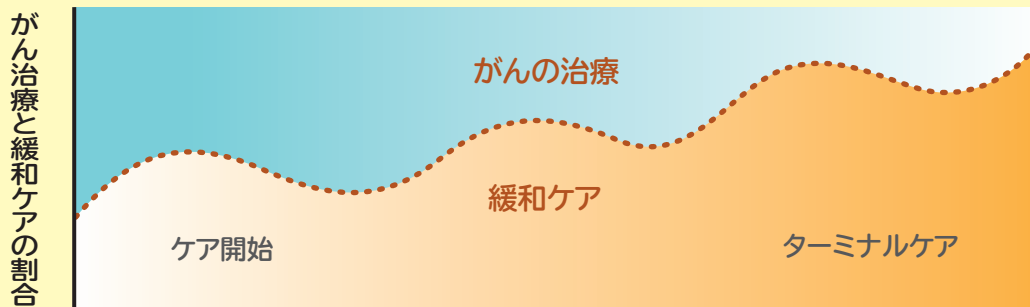 がん治療と緩和ケアの割合
がんの治療
緩和ケア
ケア開始
ターミナルケア